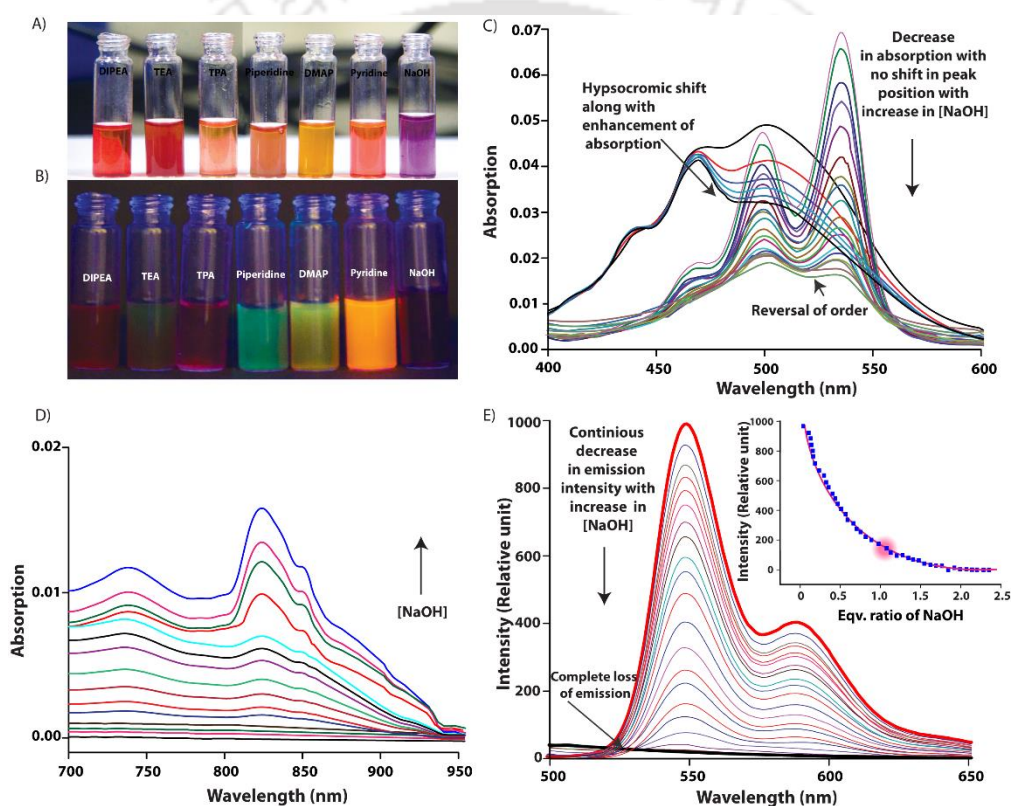 A)
DIPEA TEA TPA Piperidine DMAP Pyridine NaOH
B)
DIPEA TEA TPA Piperidine DMAP Pyridine NaOH
C)
Absorption
0.07
0.06
0.05
0.04
0.03
0.02
0.01
0.00
Hypsocromic shift
along with
enhancement of
absorption
Decrease
in absorption with
no shift in peak
position with
increase in [NaOH]
Reversal of order
400 450 500 550 600
Wavelength (nm)
D)
Absorption
0.02
0.01
0.00
[NaOH]
700 750 800 850 900 950
Wavelength (nm)
E)
Intensity (Relative unit)
1000
800
600
400
200
0
Continious
decrease
in emission
intensity with
increase in
[NaOH]
Complete loss
of emission
500 550 600 650
Wavelength (nm)
Intensity (Relative unit)
1000
800
600
400
200
0
0 0.5 1.0 1.5 2.0 2.5
Eqv. ratio of NaOH